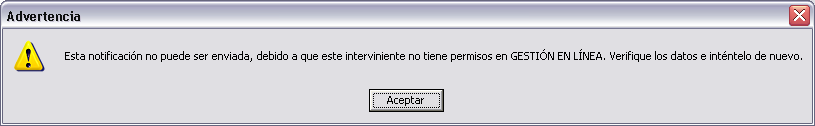 Advertencia
Esta notificación no puede ser enviada, debido a que este interviniente no tiene permisos en GESTIÓN EN LÍNEA. Verifique los datos e inténtelo de nuevo.
Aceptar